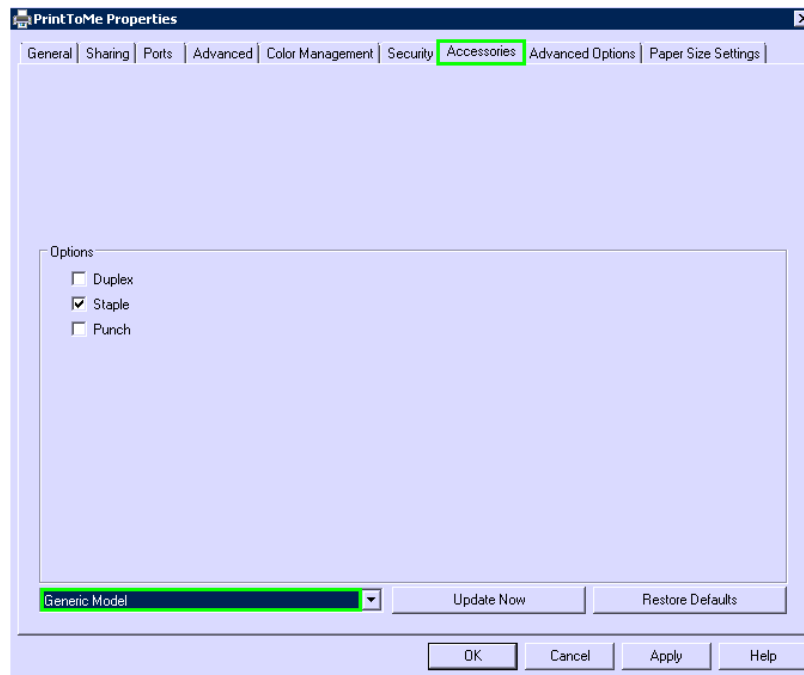 PrintToMe Properties
General Sharing Ports Advanced Color Management Security Accessories Advanced Options Paper Size Settings
Options
Duplex
Staple
Punch
Generic Model Update Now Restore Defaults
OK Cancel Apply Help